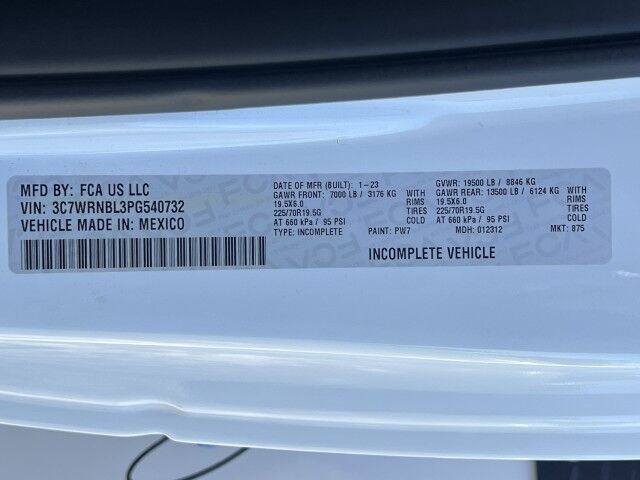 MFD BY: FCA US LLC
VIN: 3C7WRNBL3PG540732
VEHICLE MADE IN: MEXICO
DATE OF MFR (BUILT): 1-23
GAWR FRONT: 7000 LB / 3176 KG WITH
19.5X6.0 RIMS
225/70R19.5G TIRES
AT 660 kPa / 95 PSI COLD
TYPE: INCOMPLETE PAINT: PW7
GVWR: 19500 LB / 8846 KG
GAWR REAR: 13500 LB / 6124 KG WITH
19.5X6.0 RIMS
225/70R19.5G TIRES
AT 660 kPa / 95 PSI COLD
MDH: 012312 MKT: 875
INCOMPLETE VEHICLE